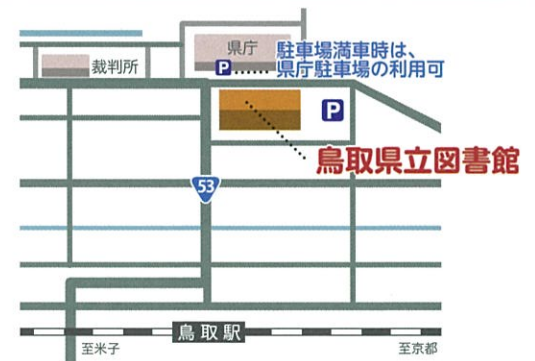 県庁
駐車場満車時は、
県庁駐車場の利用可
P
裁判所
P
鳥取県立図書館
53
鳥取駅
至米子
至京都